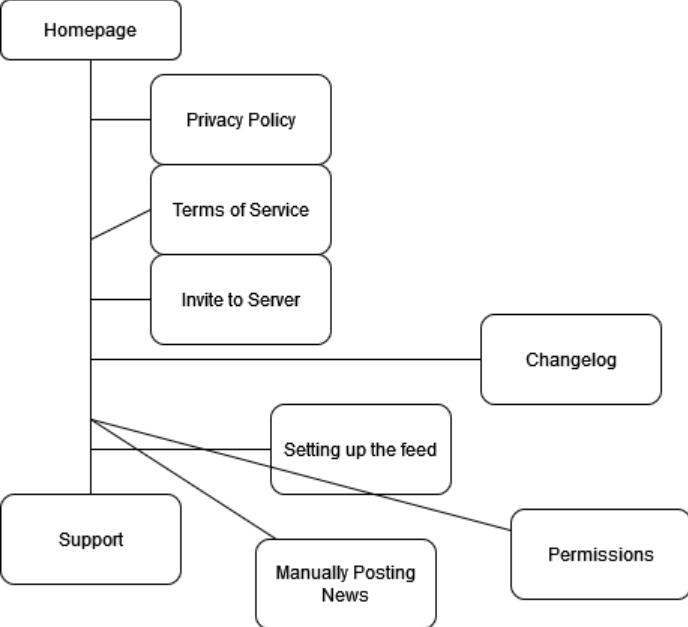 Homepage
Privacy Policy
Terms of Service
Invite to Server
Changelog
Setting up the feed
Support
Permissions
Manually Posting
News